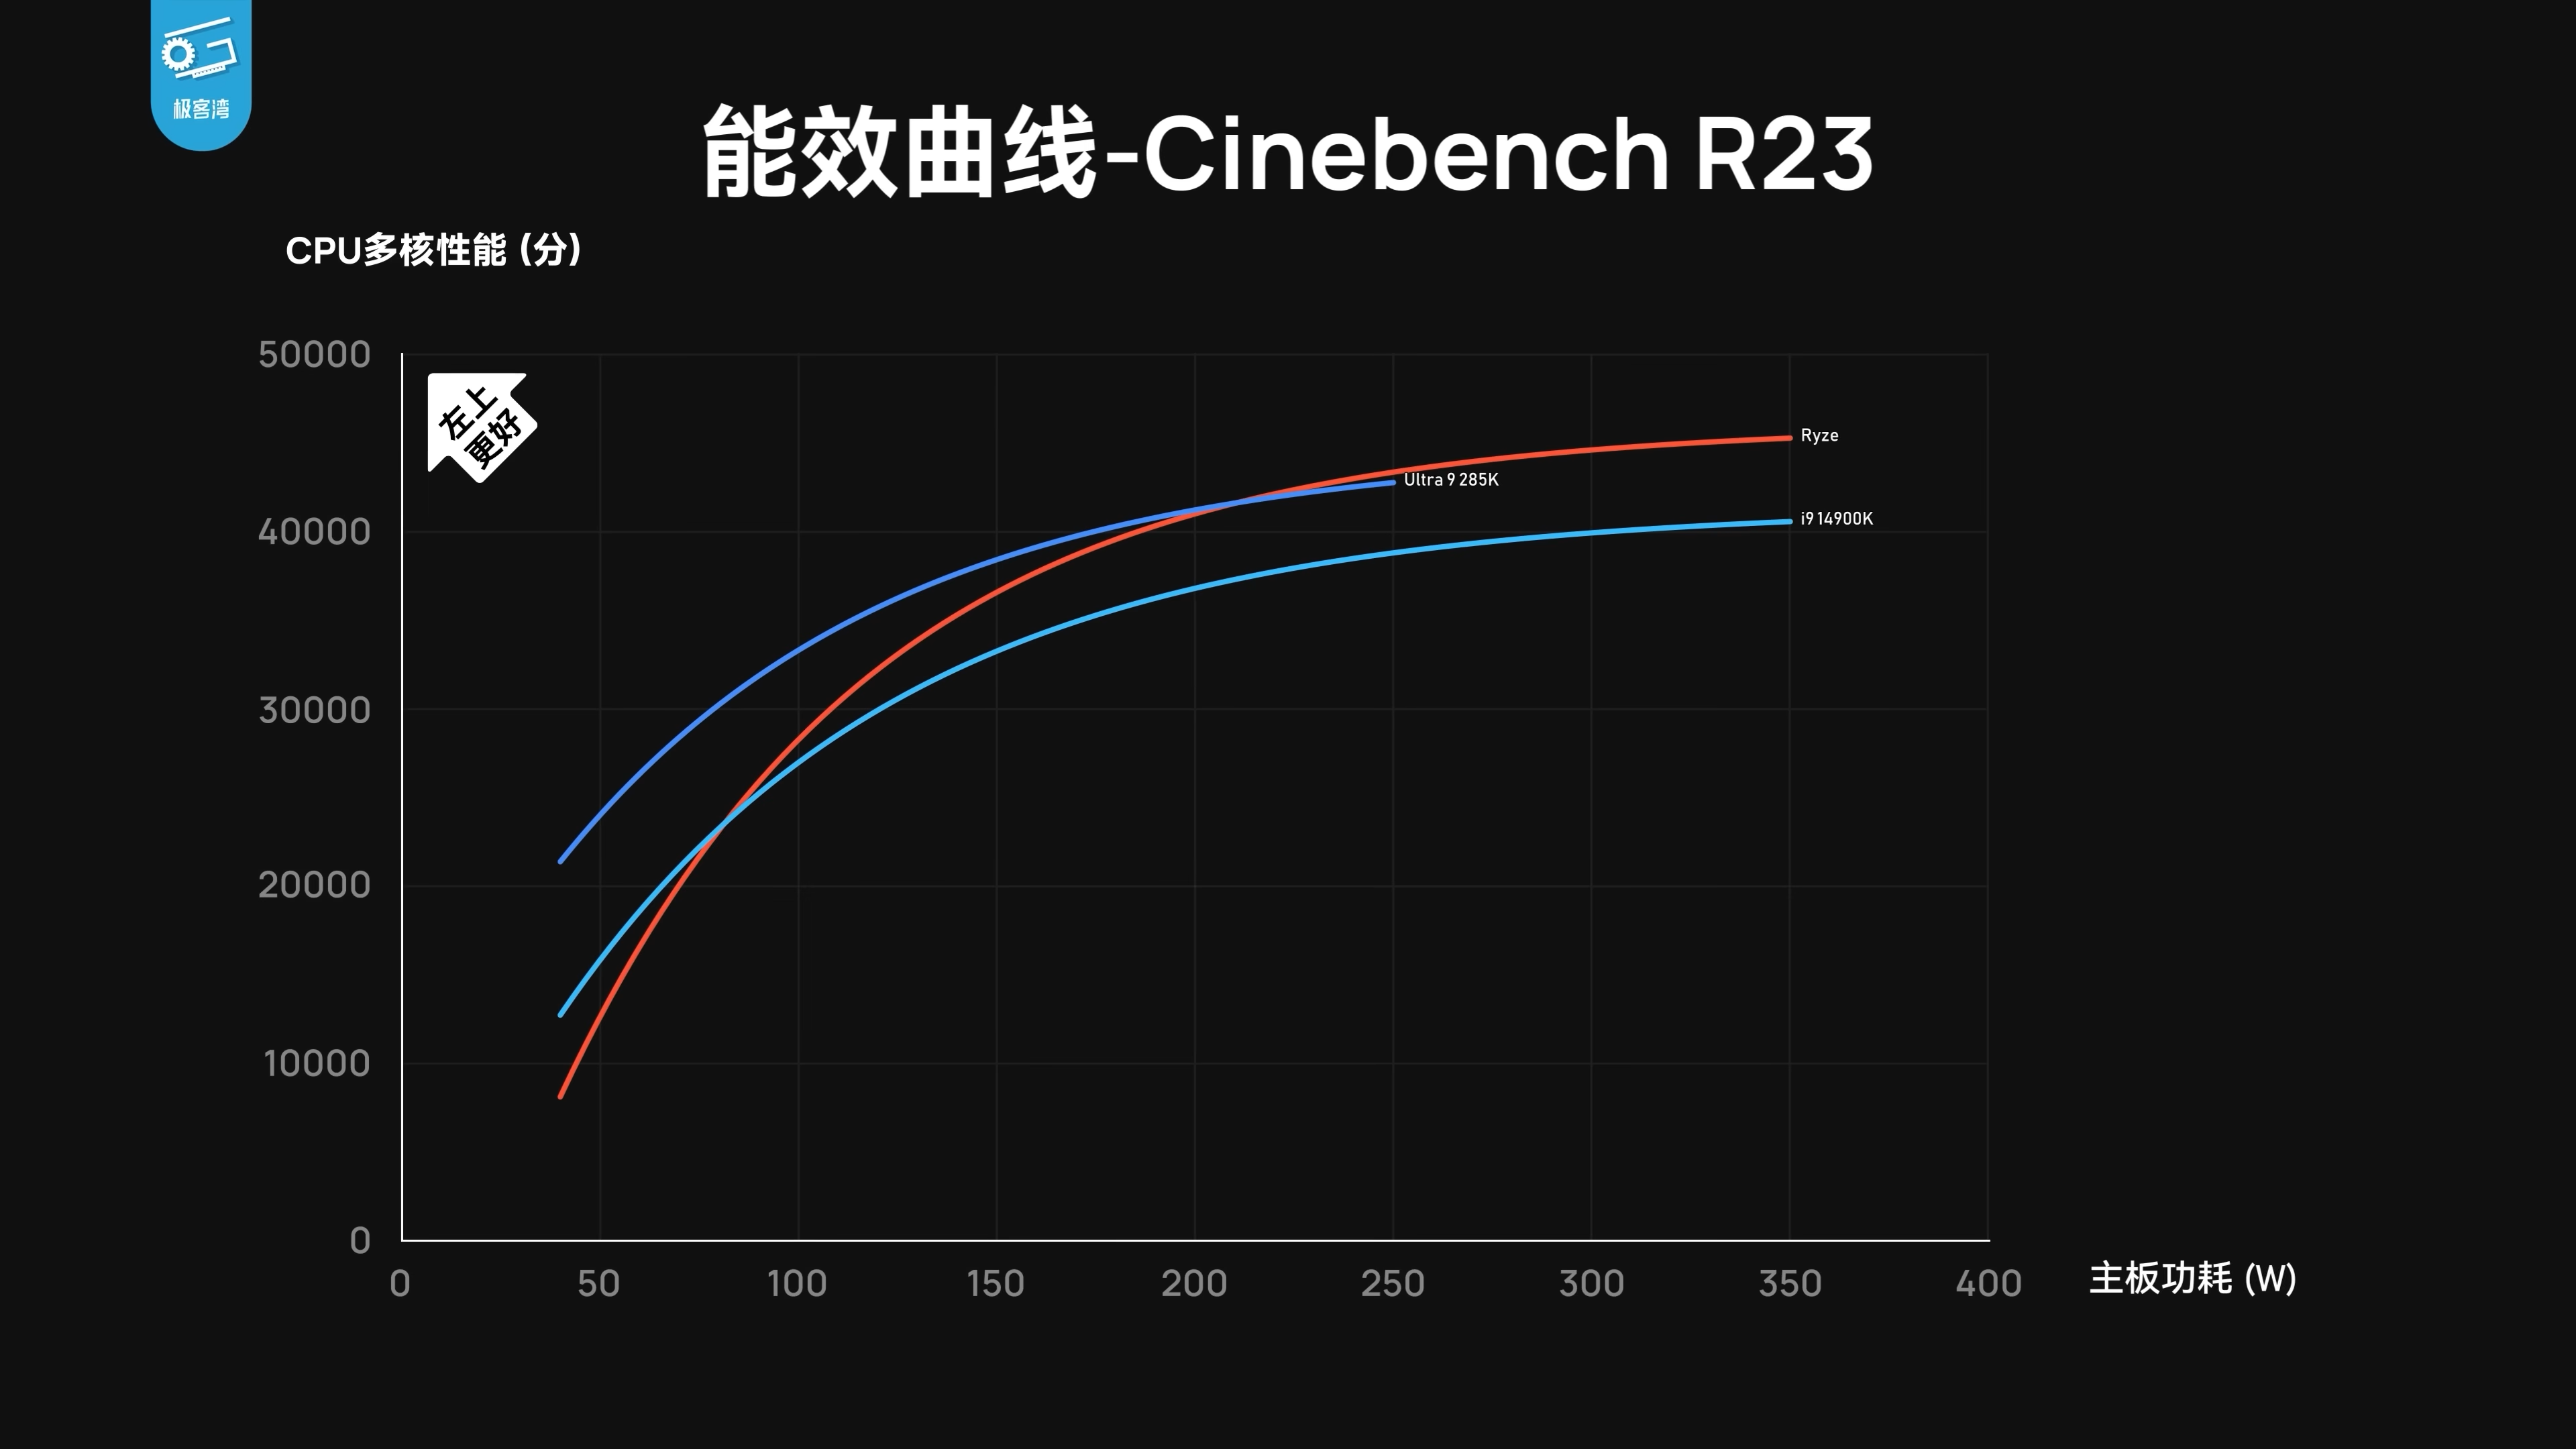 极客湾
能效曲线-Cinebench R23
CPU多核性能 (分)
50000
左上
更好
Ryze
Ultra 9 285K
i9 14900K
40000
30000
20000
10000
0
0 50 100 150 200 250 300 350 400
主板功耗 (W)